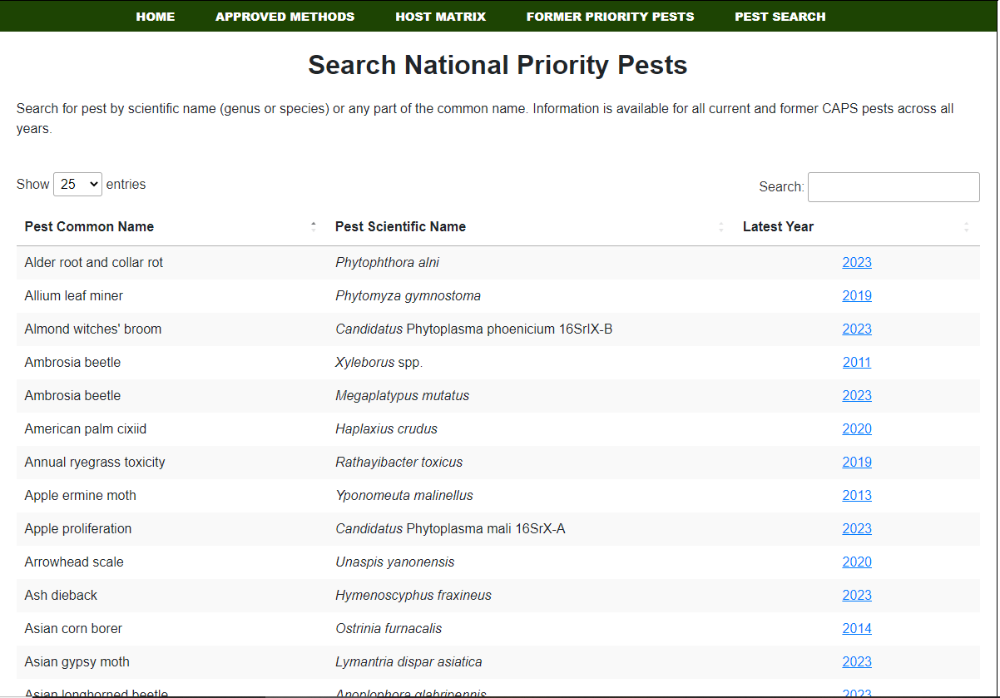 HOME APPROVED METHODS HOST MATRIX FORMER PRIORITY PESTS PEST SEARCH
Search National Priority Pests
Search for pest by scientific name (genus or species) or any part of the common name. Information is available for all current and former CAPS pests across all
years.
Show 25 entries Search:
Pest Common Name Pest Scientific Name Latest Year
Alder root and collar rot Phytophthora alni 2023
Allium leaf miner Phytomyza gymnostoma 2019
Almond witches' broom Candidatus Phytoplasma phoenicium 16SrIX-B 2023
Ambrosia beetle Xyleborus spp. 2011
Ambrosia beetle Megaplatypus mutatus 2023
American palm cixiid Haplaxius crudus 2020
Annual ryegrass toxicity Rathayibacter toxicus 2019
Apple ermine moth Yponomeuta malinellus 2013
Apple proliferation Candidatus Phytoplasma mali 16SrX-A 2023
Arrowhead scale Unaspis yanonensis 2020
Ash dieback Hymenoscyphus fraxineus 2023
Asian corn borer Ostrinia furnacalis 2014
Asian gypsy moth Lymantria dispar asiatica 2023
Asian longhorned beetle Anoplophora glabripennis 2023